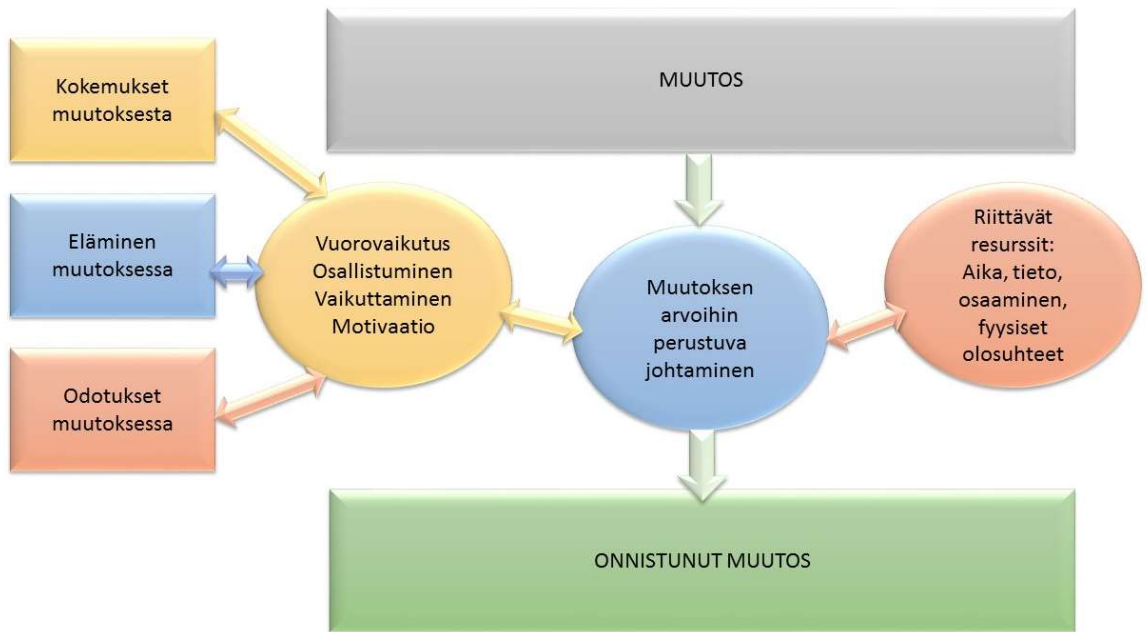 Kokemukset
muutoksesta
Eläminen
muutoksessa
Odotukset
muutoksessa
Vuorovaikutus
Osallistuminen
Vaikuttaminen
Motivaatio
MUUTOS
Muutoksen
arvoihin
perustuva
johtaminen
Riittävät
resurssit:
Aika, tieto,
osaaminen,
fyysiset
olosuhteet
ONNISTUNUT MUUTOS